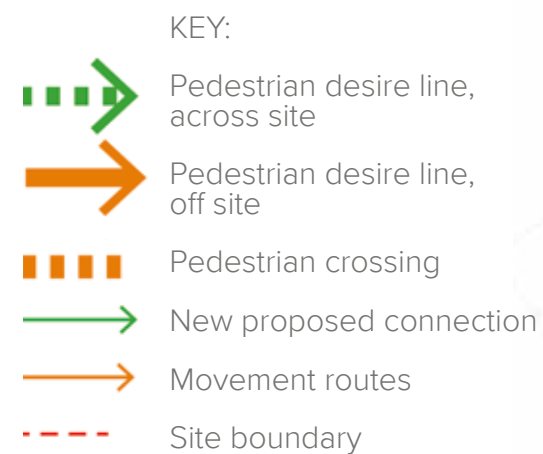 KEY:
Pedestrian desire line,
across site
Pedestrian desire line,
off site
Pedestrian crossing
New proposed connection
Movement routes
Site boundary